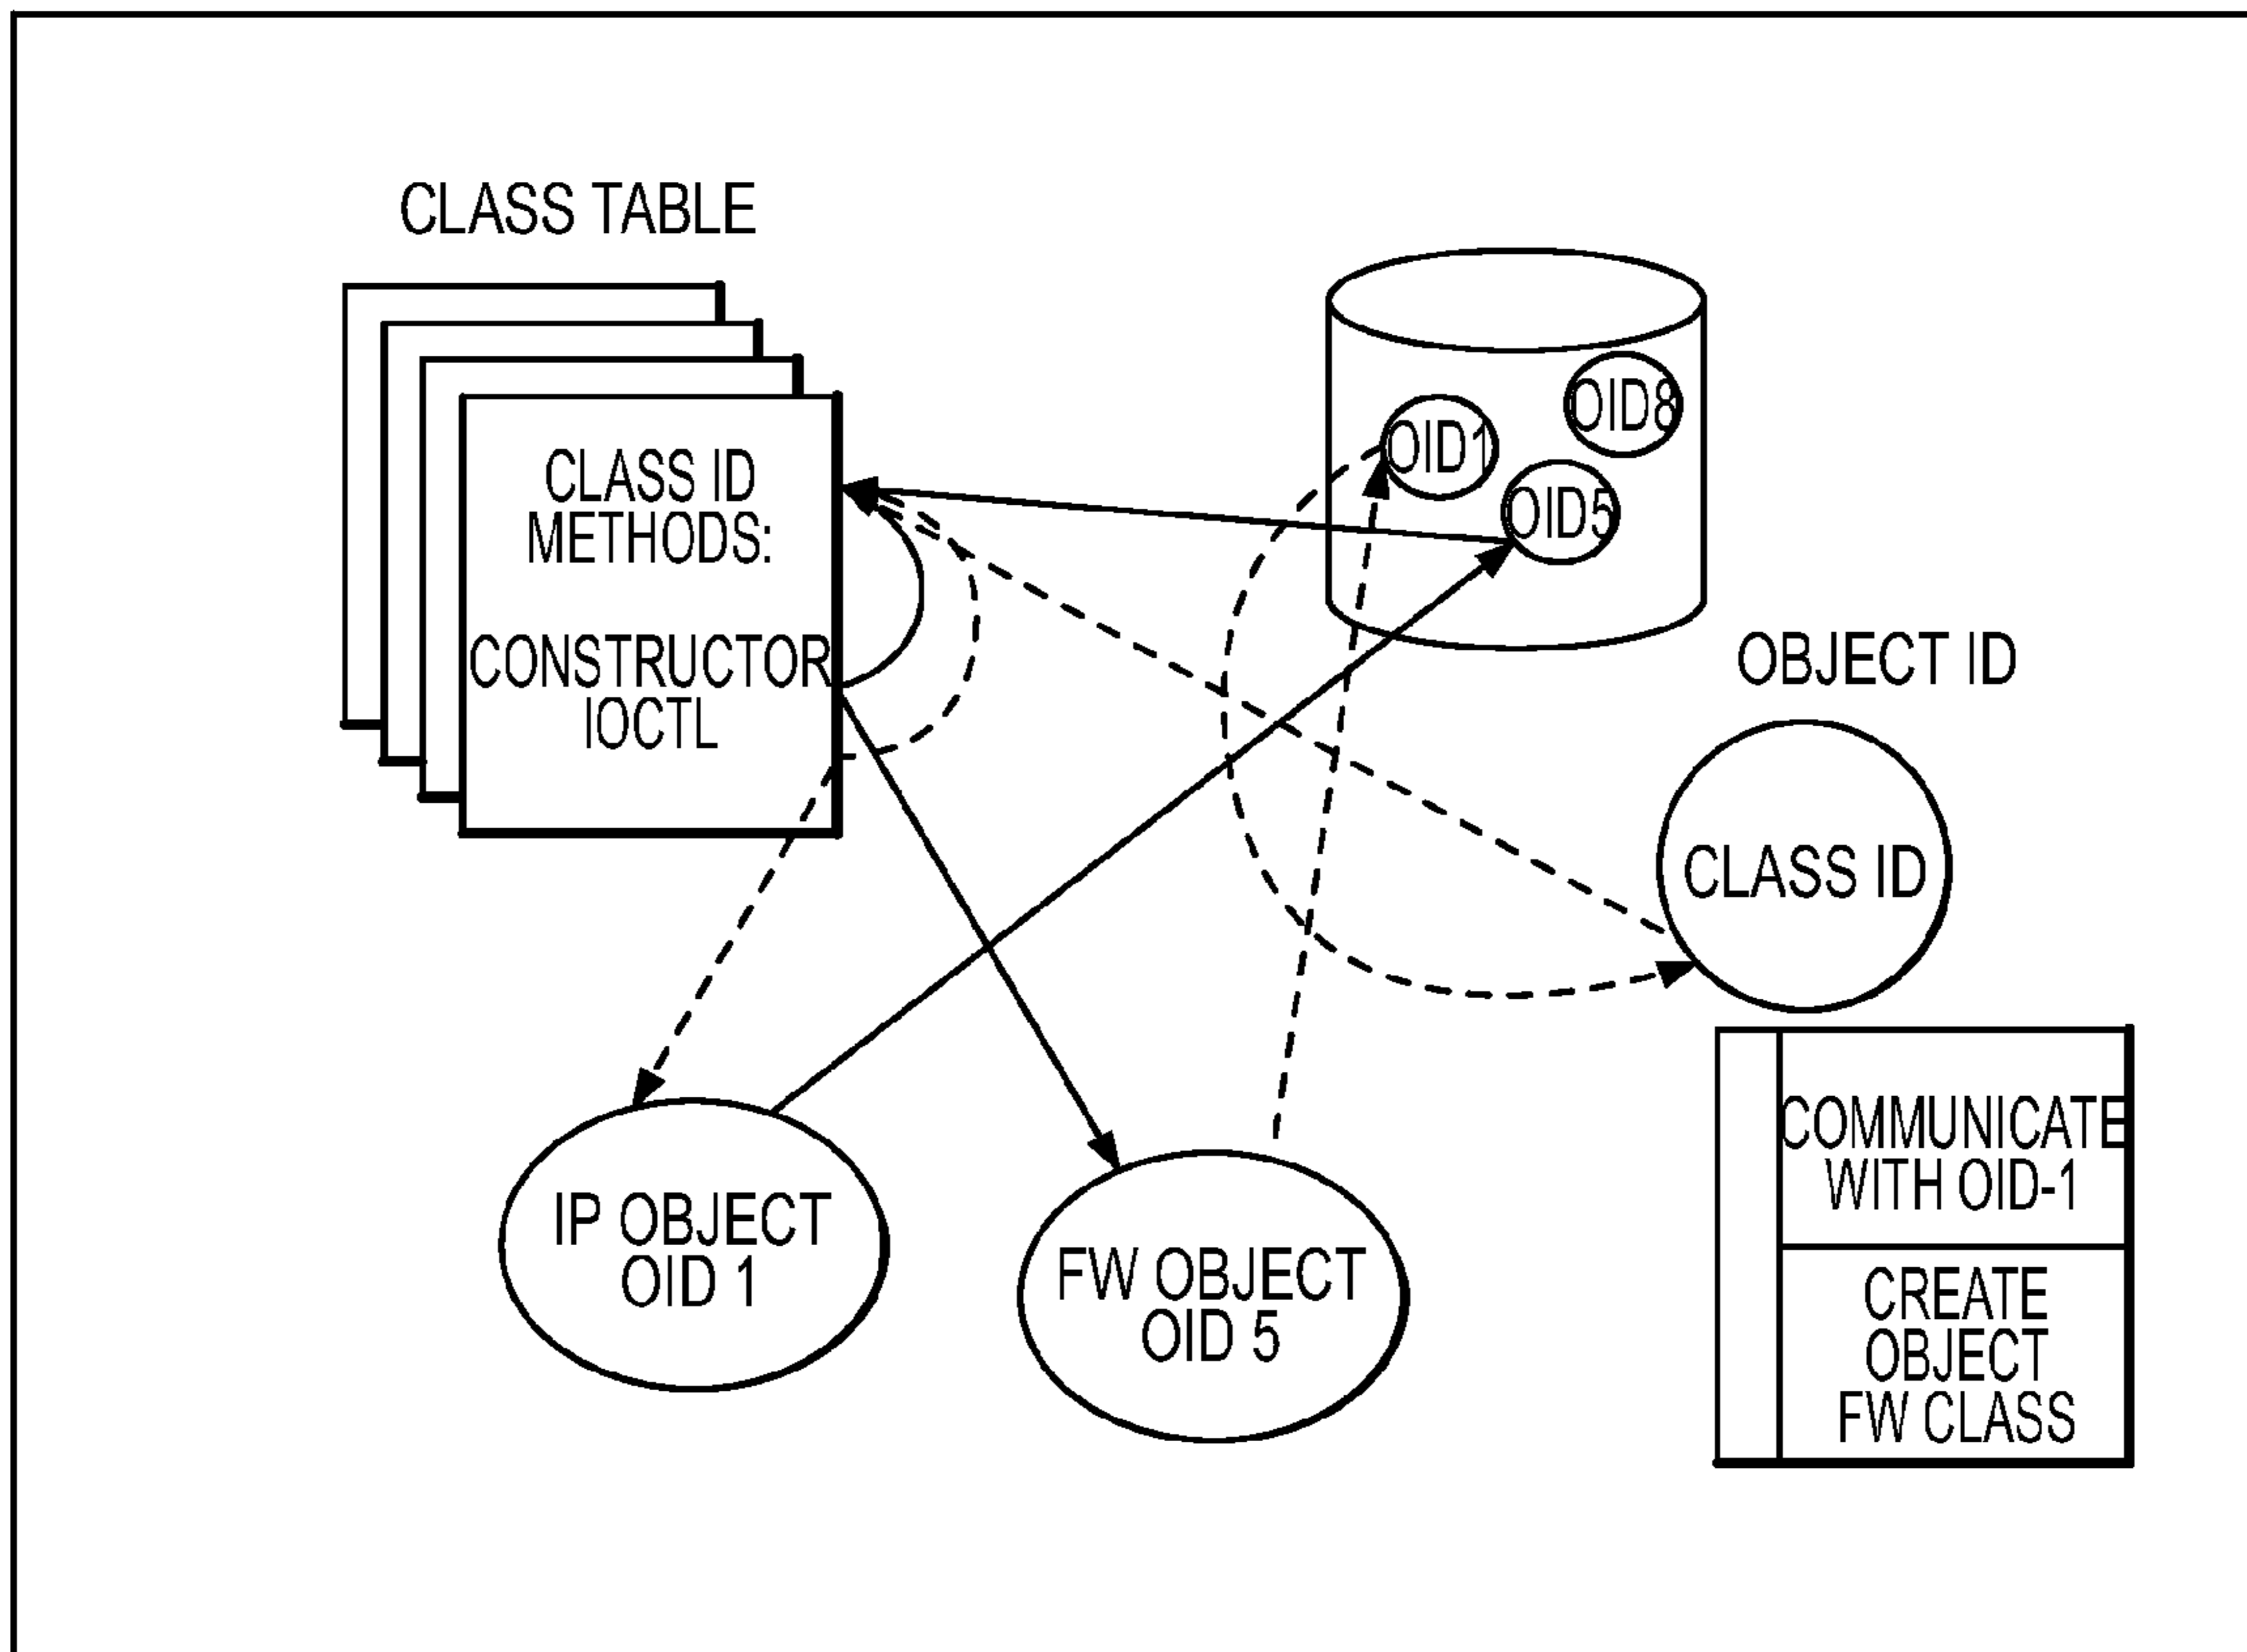 CLASS TABLE
CLASS ID
METHODS:
CONSTRUCTOR
IOCTL
OID8
OID1
OID5
OBJECT ID
CLASS ID
COMMUNICATE
WITH OID-1
CREATE
OBJECT
FW CLASS
IP OBJECT
OID 1
FW OBJECT
OID 5